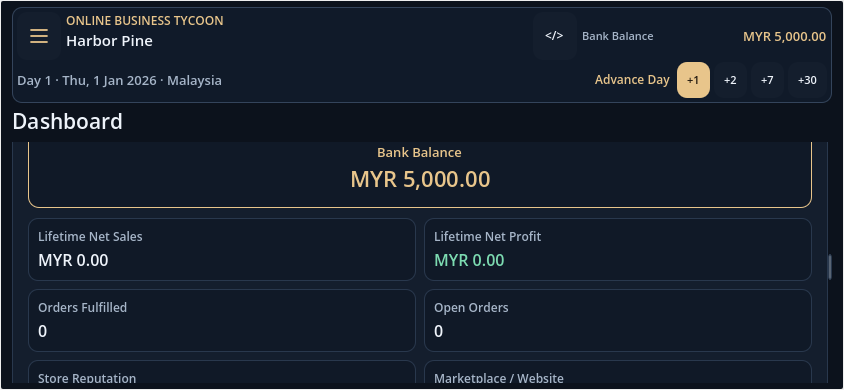 ONLINE BUSINESS TYCOON
Harbor Pine
</> Bank Balance MYR 5,000.00
Day 1 · Thu, 1 Jan 2026 · Malaysia
Advance Day +1 +2 +7 +30
Dashboard
Bank Balance
MYR 5,000.00
Lifetime Net Sales
MYR 0.00
Lifetime Net Profit
MYR 0.00
Orders Fulfilled
0
Open Orders
0
Store Reputation
Marketplace / Website